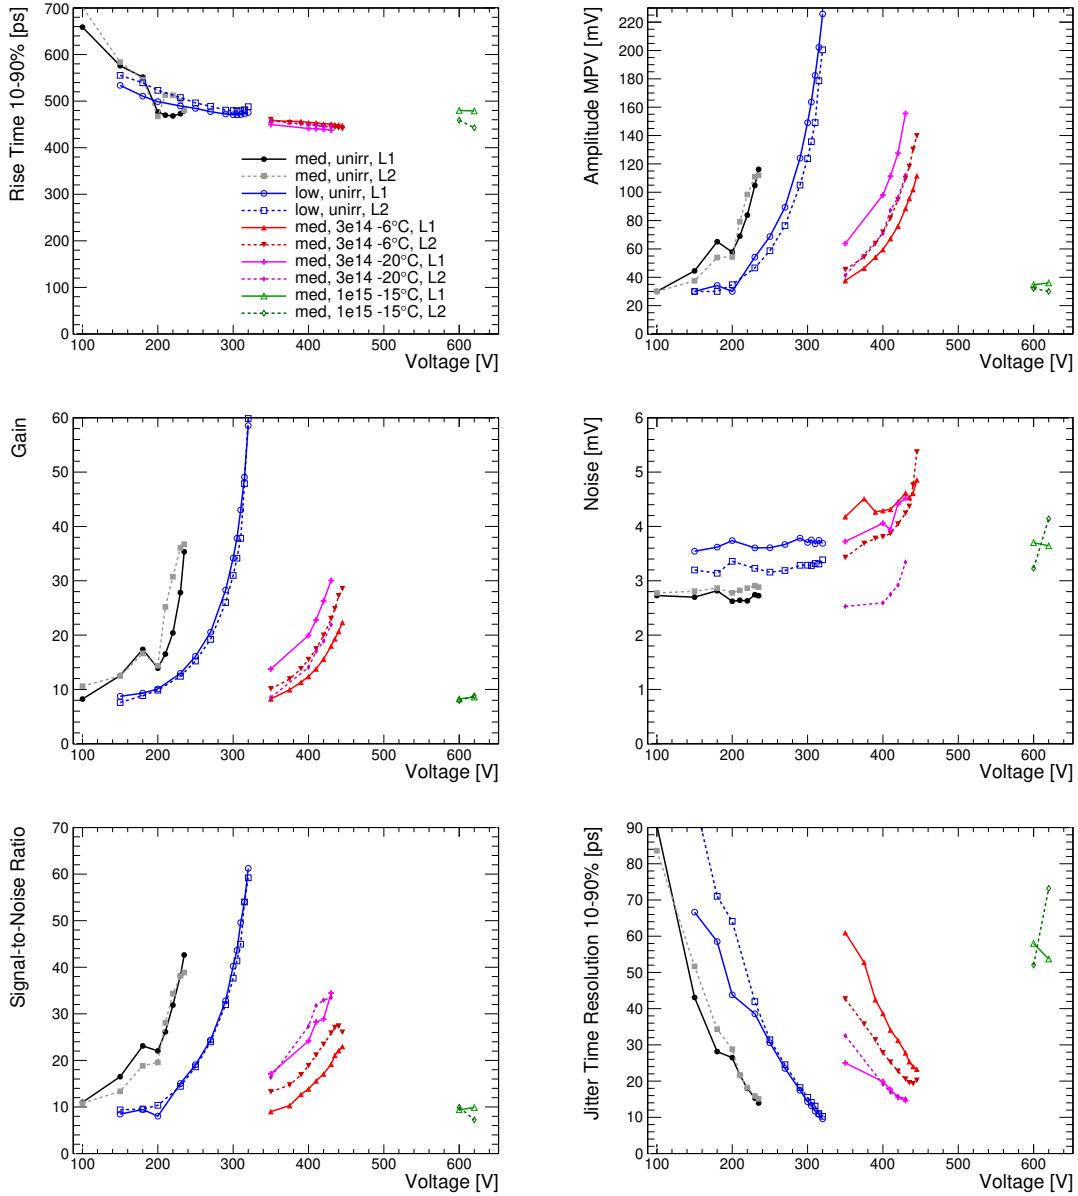 Rise Time 10-90% [ps]
700
600
500
400
300
200
100
0
100 200 300 400 500 600
Voltage [V]
med, unirr, L1
med, unirr, L2
low, unirr, L1
low, unirr, L2
med, 3e14 -6°C, L1
med, 3e14 -6°C, L2
med, 3e14 -20°C, L1
med, 3e14 -20°C, L2
med, 1e15 -15°C, L1
med, 1e15 -15°C, L2
Amplitude MPV [mV]
220
200
180
160
140
120
100
80
60
40
20
0
100 200 300 400 500 600
Voltage [V]
Gain
60
50
40
30
20
10
0
100 200 300 400 500 600
Voltage [V]
Noise [mV]
6
5
4
3
2
1
0
100 200 300 400 500 600
Voltage [V]
Signal-to-Noise Ratio
70
60
50
40
30
20
10
0
100 200 300 400 500 600
Voltage [V]
Jitter Time Resolution 10-90% [ps]
90
80
70
60
50
40
30
20
10
0
100 200 300 400 500 600
Voltage [V]